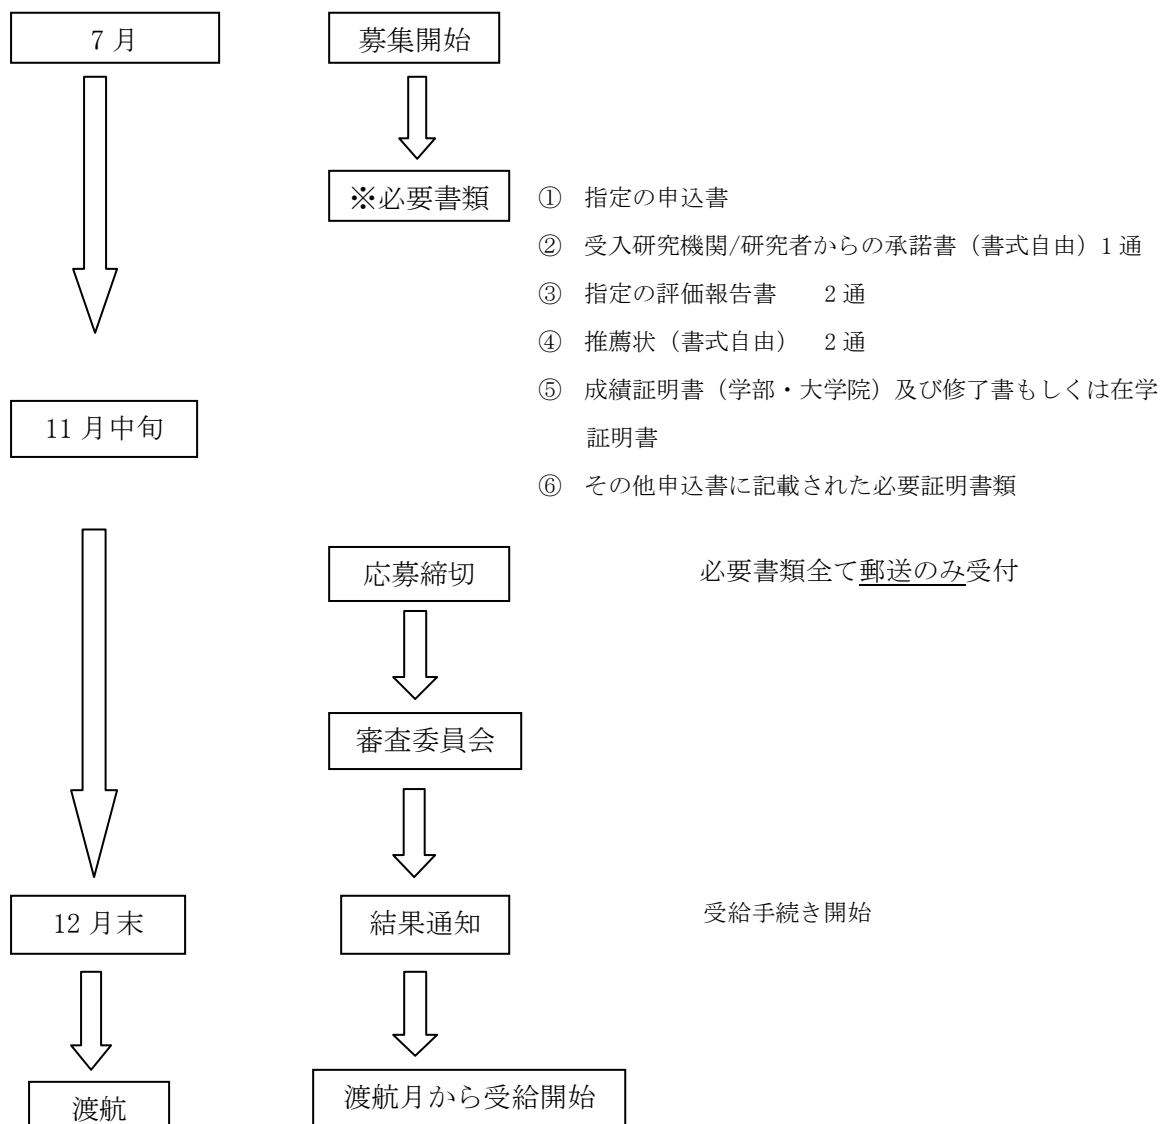 7 月
募集開始
※必要書類
① 指定の申込書
② 受入研究機関/研究者からの承諾書（書式自由）1 通
③ 指定の評価報告書　　2 通
④ 推薦状（書式自由）　2 通
⑤ 成績証明書（学部・大学院）及び修了書もしくは在学
証明書
11 月中旬
⑥ その他申込書に記載された必要証明書類
応募締切
必要書類全て郵送のみ受付
審査委員会
12 月末
結果通知
受給手続き開始
渡航
渡航月から受給開始